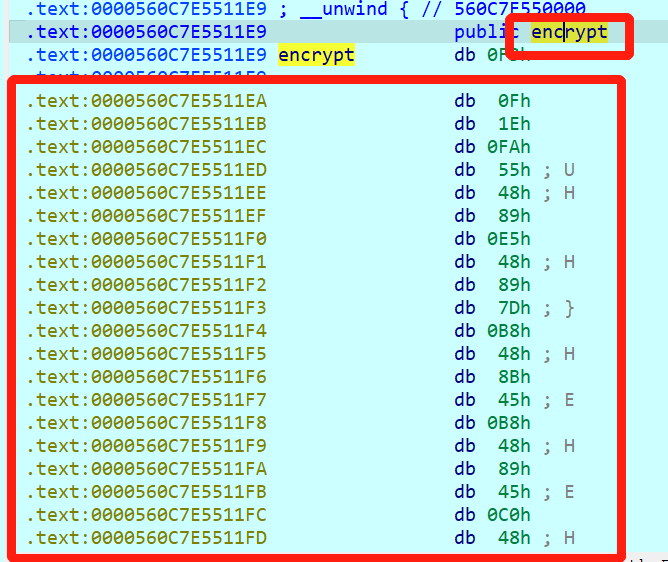 .text:0000560C7E5511E9 ; __unwind { // 560C7E550000
.text:0000560C7E5511E9 public encrypt
.text:0000560C7E5511E9 encrypt db
.text:0000560C7E5511EA db 0Fh
.text:0000560C7E5511EB db 1Eh
.text:0000560C7E5511EC db 0FAh
.text:0000560C7E5511ED db 55h ; U
.text:0000560C7E5511EE db 48h ; H
.text:0000560C7E5511EF db 89h
.text:0000560C7E5511F0 db 0E5h
.text:0000560C7E5511F1 db 48h ; H
.text:0000560C7E5511F2 db 89h
.text:0000560C7E5511F3 db 7Dh ; }
.text:0000560C7E5511F4 db 0B8h
.text:0000560C7E5511F5 db 48h ; H
.text:0000560C7E5511F6 db 8Bh
.text:0000560C7E5511F7 db 45h ; E
.text:0000560C7E5511F8 db 0B8h
.text:0000560C7E5511F9 db 48h ; H
.text:0000560C7E5511FA db 89h
.text:0000560C7E5511FB db 45h ; E
.text:0000560C7E5511FC db 0C0h
.text:0000560C7E5511FD db 48h ; H